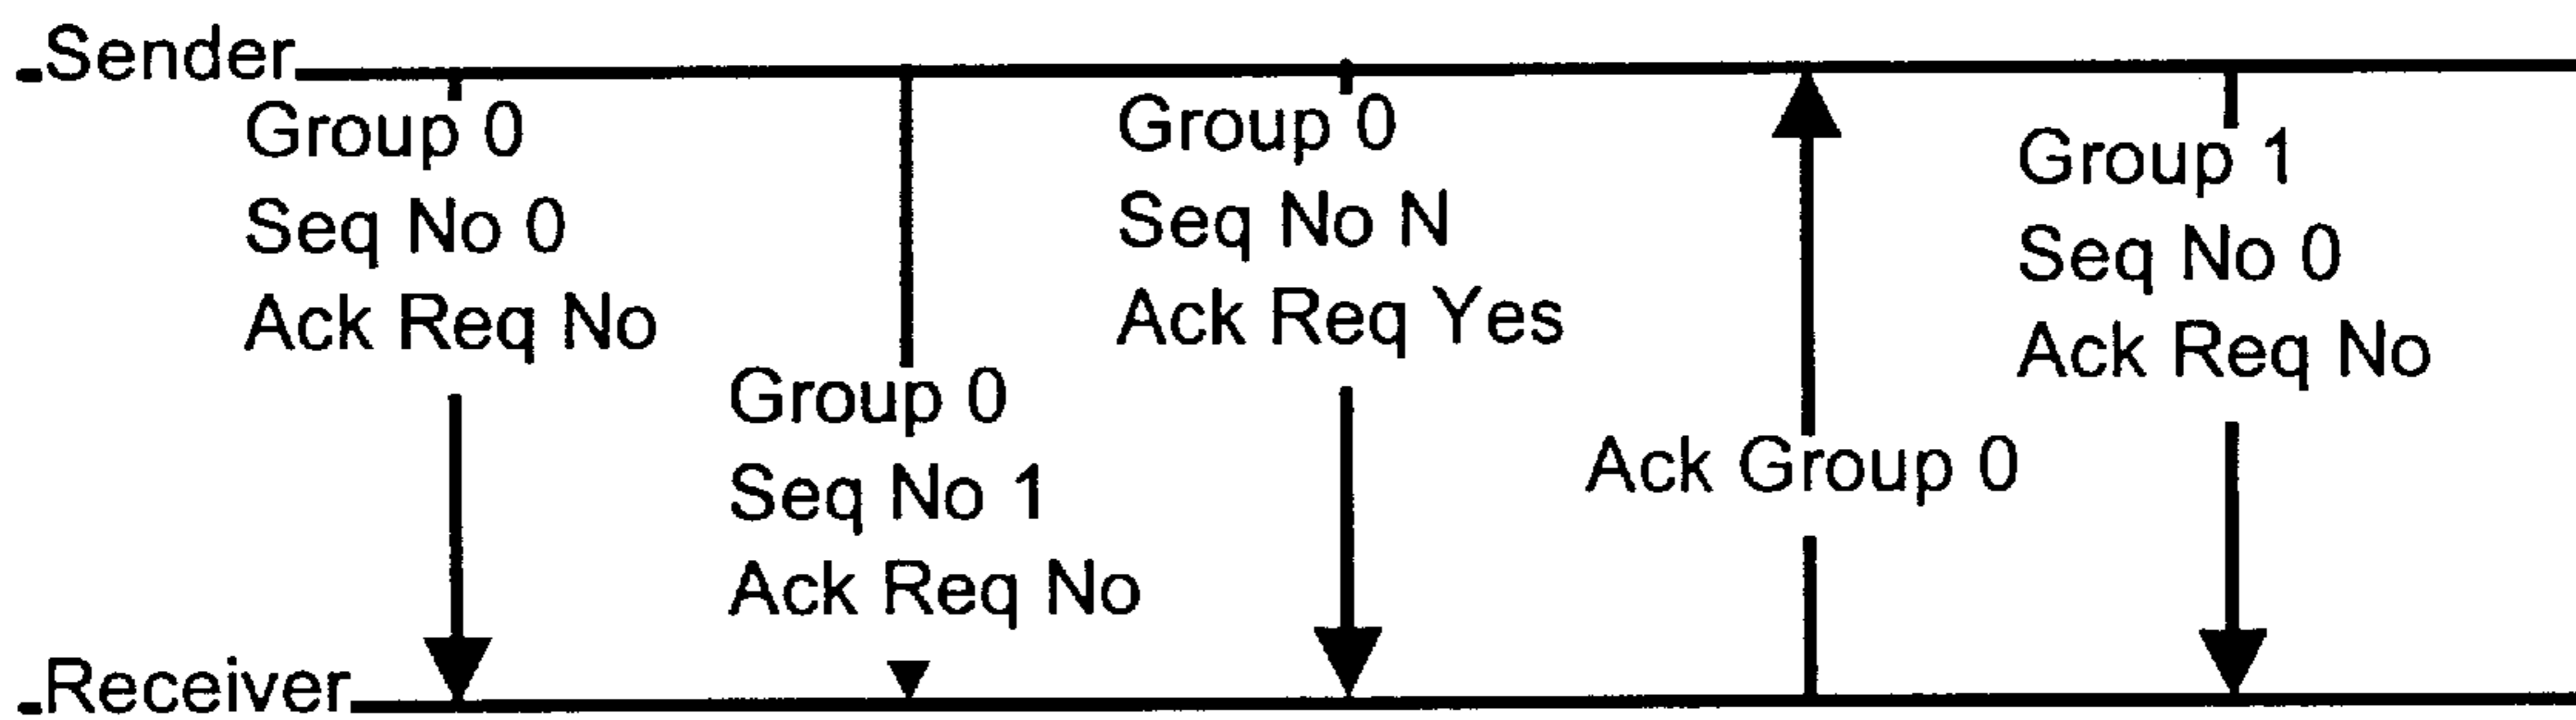 Sender
Group 0
Seq No 0
Ack Req No
Group 0
Seq No 1
Ack Req No
Group 0
Seq No N
Ack Req Yes
Ack Group 0
Group 1
Seq No 0
Ack Req No
Receiver